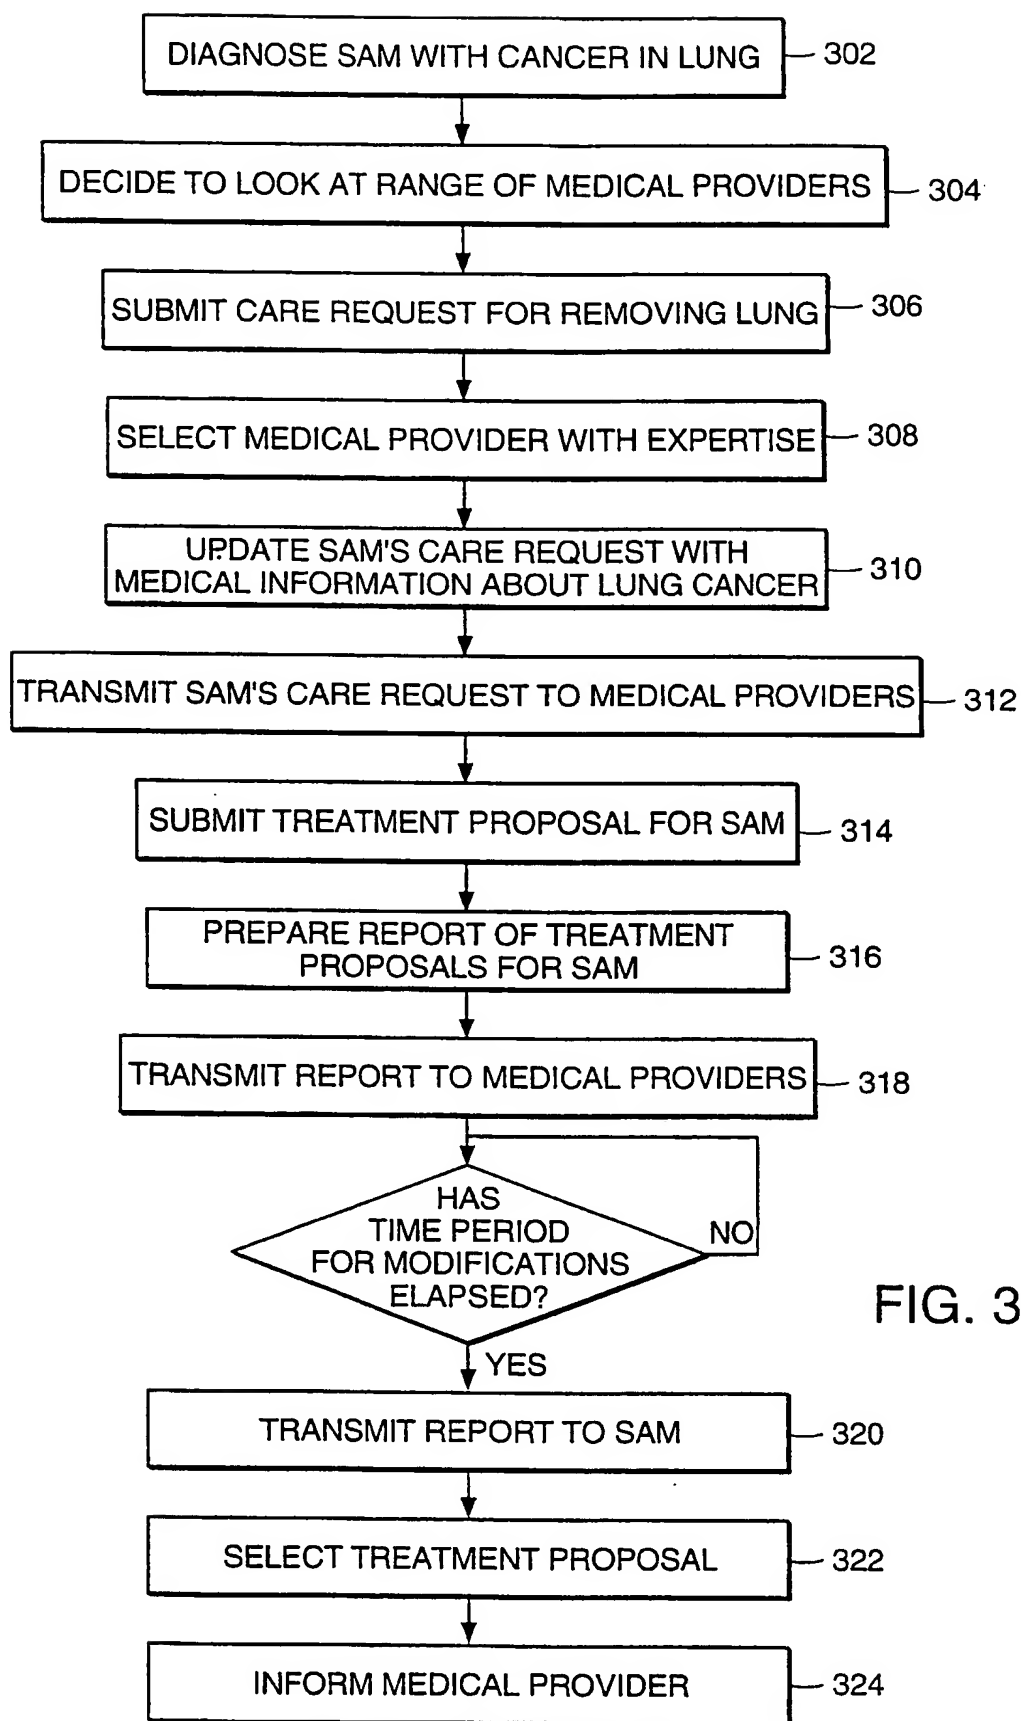 DIAGNOSE SAM WITH CANCER IN LUNG
302
DECIDE TO LOOK AT RANGE OF MEDICAL PROVIDERS
304
SUBMIT CARE REQUEST FOR REMOVING LUNG
306
SELECT MEDICAL PROVIDER WITH EXPERTISE
308
UPDATE SAM'S CARE REQUEST WITH
MEDICAL INFORMATION ABOUT LUNG CANCER
310
TRANSMIT SAM'S CARE REQUEST TO MEDICAL PROVIDERS
312
SUBMIT TREATMENT PROPOSAL FOR SAM
314
PREPARE REPORT OF TREATMENT
PROPOSALS FOR SAM
316
TRANSMIT REPORT TO MEDICAL PROVIDERS
318
HAS
TIME PERIOD
FOR MODIFICATIONS
ELAPSED?
NO
FIG. 3
YES
TRANSMIT REPORT TO SAM
320
SELECT TREATMENT PROPOSAL
322
INFORM MEDICAL PROVIDER
324